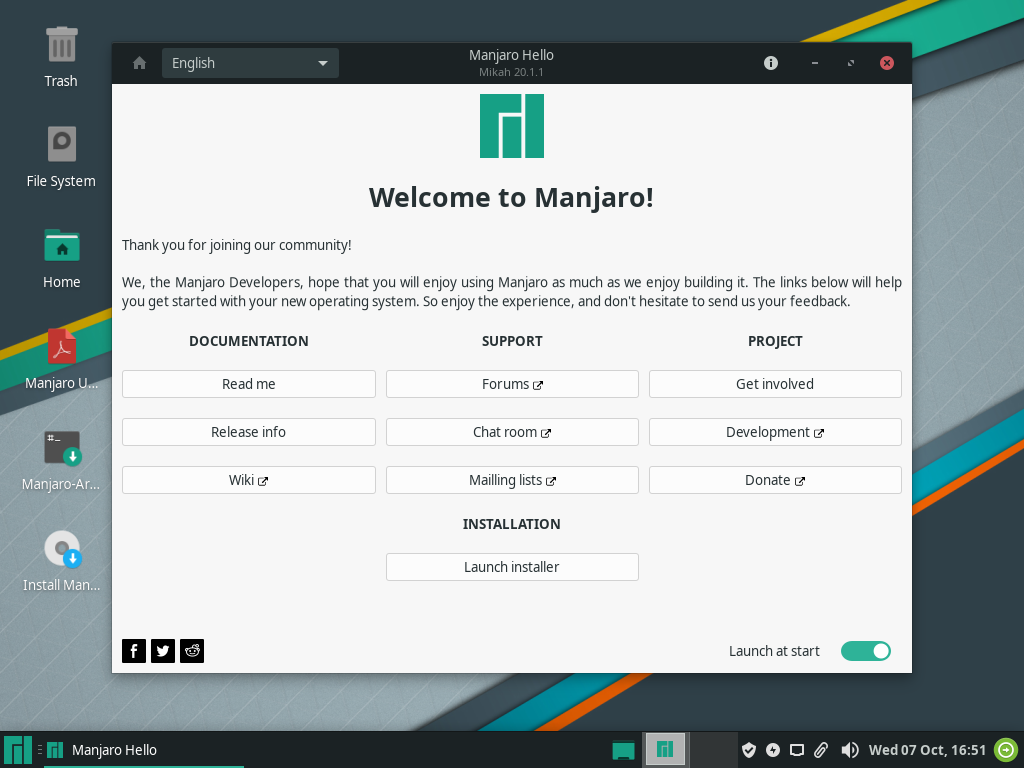 Trash
File System
Home
Manjaro U...
Manjaro-Ar...
Install Man...
English
Manjaro Hello
Mikah 20.1.1
Welcome to Manjaro!
Thank you for joining our community!
We, the Manjaro Developers, hope that you will enjoy using Manjaro as much as we enjoy building it. The links below will help
you get started with your new operating system. So enjoy the experience, and don't hesitate to send us your feedback.
DOCUMENTATION
SUPPORT
PROJECT
Read me
Forums
Get involved
Release info
Chat room
Development
Wiki
Mailling lists
Donate
INSTALLATION
Launch installer
Launch at start
Manjaro Hello
Wed 07 Oct, 16:51